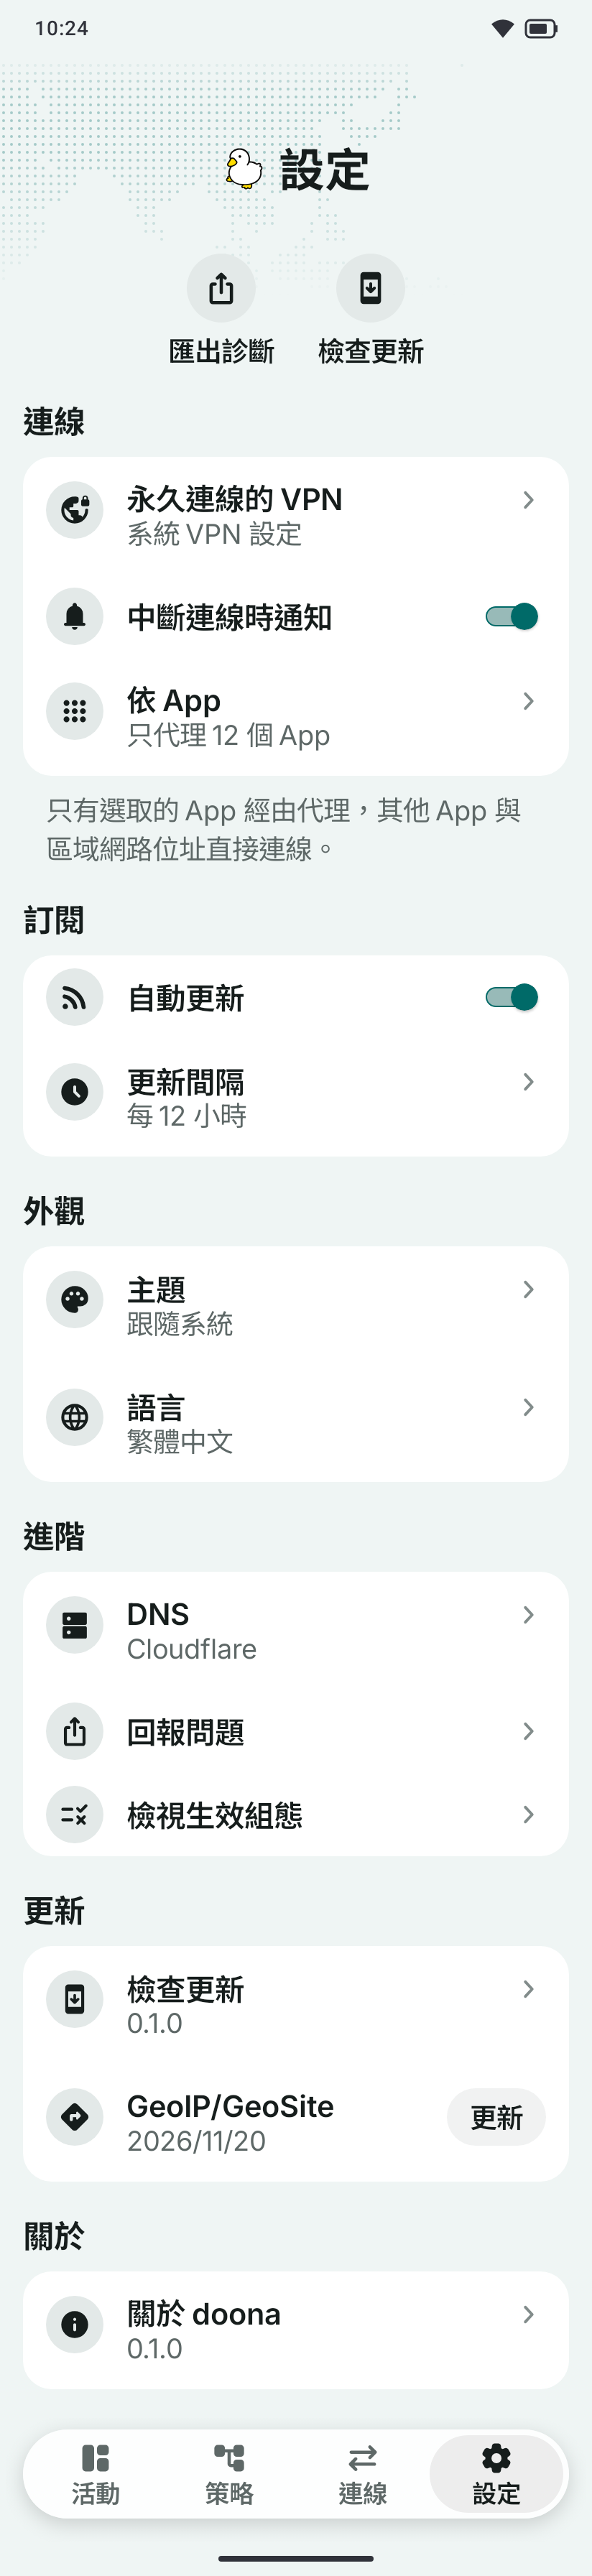 10:24
設定
匯出診斷
檢查更新
連線
永久連線的 VPN
系統 VPN 設定
中斷連線時通知
依 App
只代理 12 個 App
只有選取的 App 經由代理，其他 App 與
區域網路位址直接連線。
訂閱
自動更新
更新間隔
每 12 小時
外觀
主題
跟隨系統
語言
繁體中文
進階
DNS
Cloudflare
回報問題
檢視生效組態
更新
檢查更新
0.1.0
GeoIP/GeoSite
2026/11/20
更新
關於
關於 doona
0.1.0
活動
策略
連線
設定